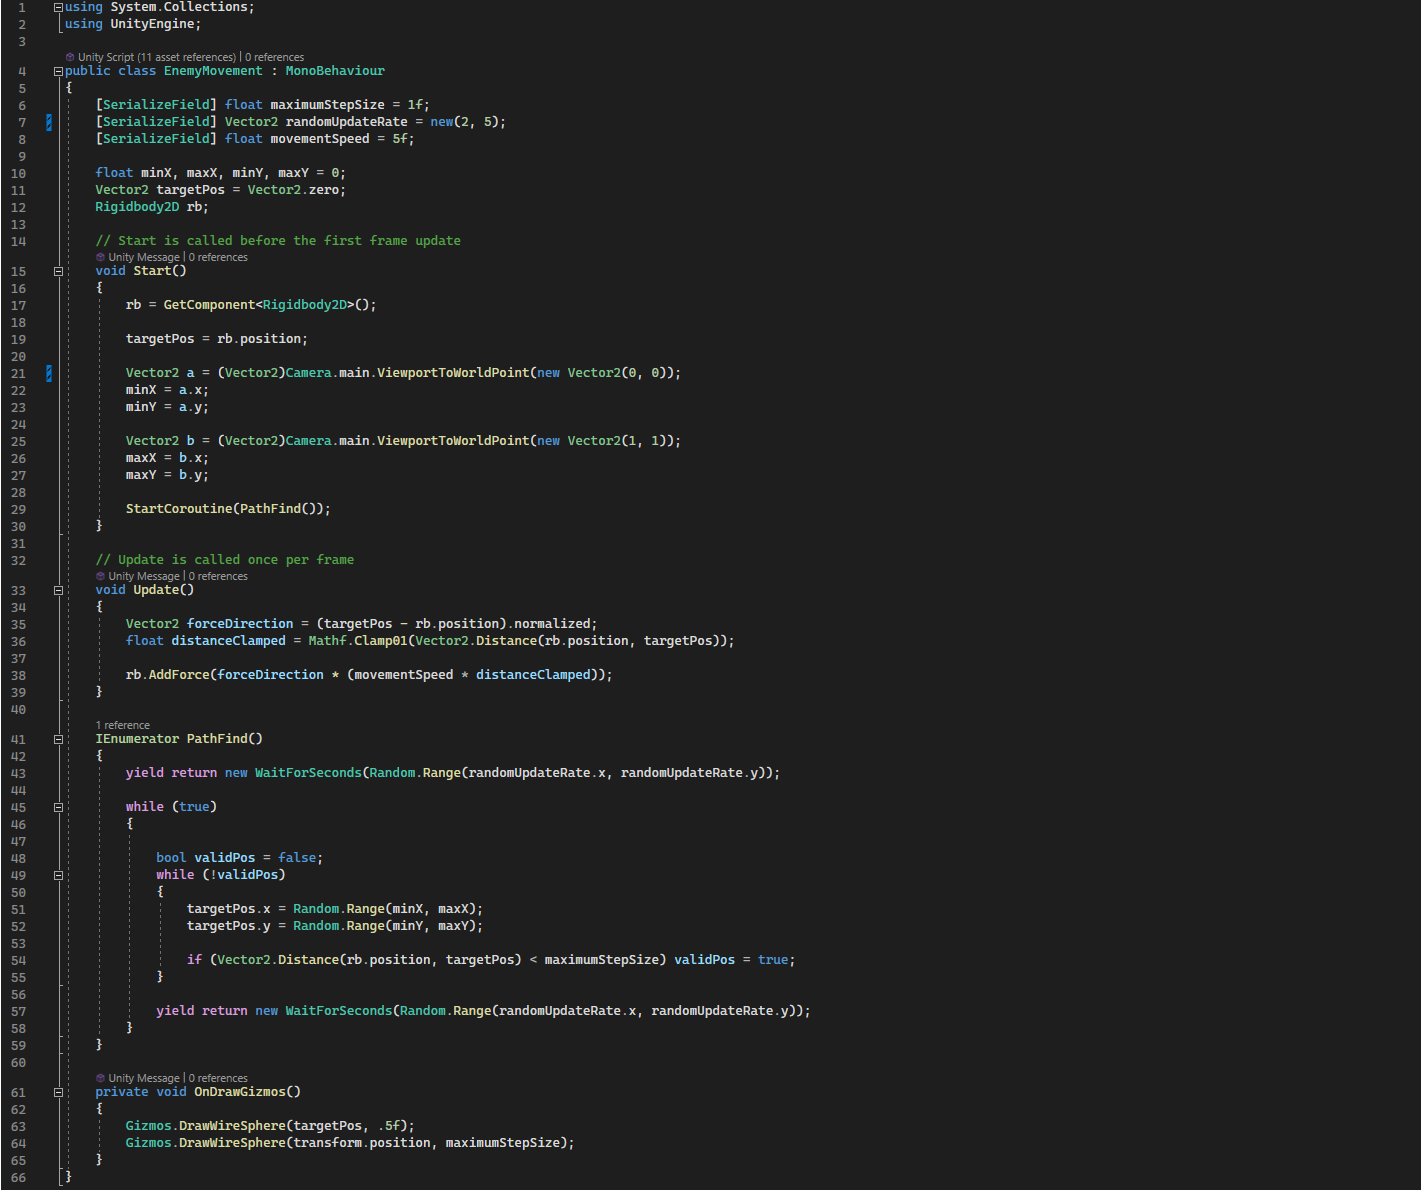 1 using System.Collections;
2 using UnityEngine;
3
Unity Script (11 asset references) | 0 references
4 public class EnemyMovement : MonoBehaviour
5 {
6 [SerializeField] float maximumStepSize = 1f;
7 [SerializeField] Vector2 randomUpdateRate = new(2, 5);
8 [SerializeField] float movementSpeed = 5f;
9
10 float minX, maxX, minY, maxY = 0;
11 Vector2 targetPos = Vector2.zero;
12 Rigidbody2D rb;
13
14 // Start is called before the first frame update
Unity Message | 0 references
15 void Start()
16 {
17 rb = GetComponent<Rigidbody2D>();
18
19 targetPos = rb.position;
20
21 Vector2 a = (Vector2)Camera.main.ViewportToWorldPoint(new Vector2(0, 0));
22 minX = a.x;
23 minY = a.y;
24
25 Vector2 b = (Vector2)Camera.main.ViewportToWorldPoint(new Vector2(1, 1));
26 maxX = b.x;
27 maxY = b.y;
28
29 StartCoroutine(PathFind());
30 }
31
32 // Update is called once per frame
Unity Message | 0 references
33 void Update()
34 {
35 Vector2 forceDirection = (targetPos - rb.position).normalized;
36 float distanceClamped = Mathf.Clamp01(Vector2.Distance(rb.position, targetPos));
37
38 rb.AddForce(forceDirection * (movementSpeed * distanceClamped));
39 }
40
1 reference
41 IEnumerator PathFind()
42 {
43 yield return new WaitForSeconds(Random.Range(randomUpdateRate.x, randomUpdateRate.y));
44
45 while (true)
46 {
47
48 bool validPos = false;
49 while (!validPos)
50 {
51 targetPos.x = Random.Range(minX, maxX);
52 targetPos.y = Random.Range(minY, maxY);
53
54 if (Vector2.Distance(rb.position, targetPos) < maximumStepSize) validPos = true;
55 }
56
57 yield return new WaitForSeconds(Random.Range(randomUpdateRate.x, randomUpdateRate.y));
58 }
59 }
60
Unity Message | 0 references
61 private void OnDrawGizmos()
62 {
63 Gizmos.DrawWireSphere(targetPos, .5f);
64 Gizmos.DrawWireSphere(transform.position, maximumStepSize);
65 }
66 }